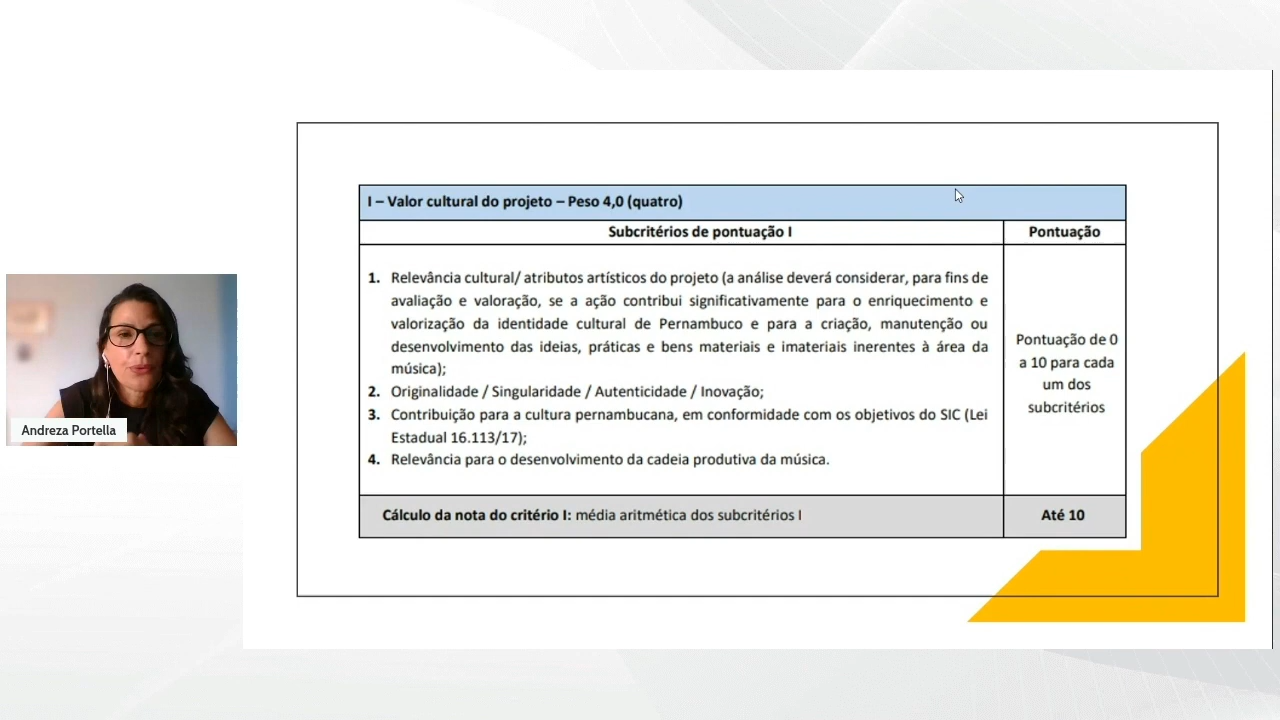 I – Valor cultural do projeto – Peso 4,0 (quatro)
Subcritérios de pontuação I
Pontuação
1. Relevância cultural/ atributos artísticos do projeto (a análise deverá considerar, para fins de
avaliação e valoração, se a ação contribui significativamente para o enriquecimento e
valorização da identidade cultural de Pernambuco e para a criação, manutenção ou
desenvolvimento das ideias, práticas e bens materiais e imateriais inerentes à área da
música);
2. Originalidade / Singularidade / Autenticidade / Inovação;
3. Contribuição para a cultura pernambucana, em conformidade com os objetivos do SIC (Lei
Estadual 16.113/17);
4. Relevância para o desenvolvimento da cadeia produtiva da música.
Pontuação de 0
a 10 para cada
um dos
subcritérios
Cálculo da nota do critério I: média aritmética dos subcritérios I
Até 10
Andreza Portella